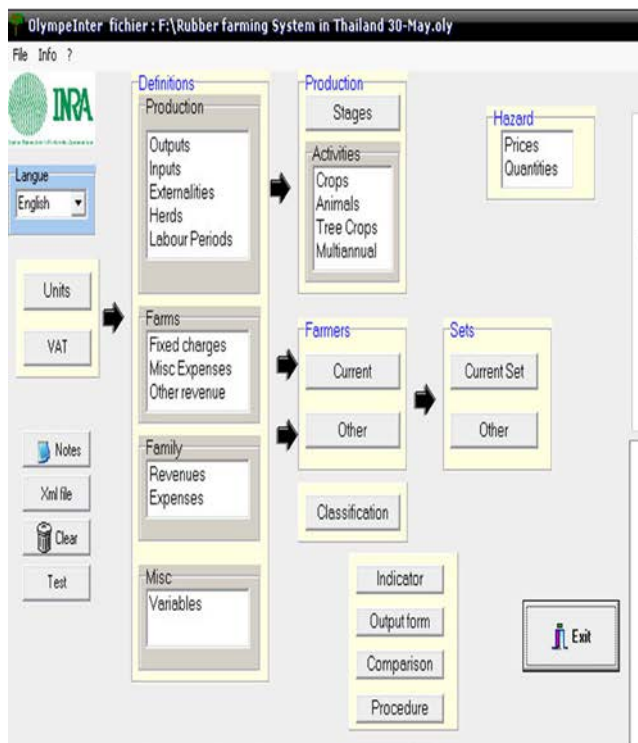 OlympeInter fichier : F:\Rubber farming System in Thailand 30-May.oly
File Info ?
INRA
Langue
English
Units
VAT
Notes
Xml file
Clear
Test
Definitions
Production
Outputs
Inputs
Externalities
Herds
Labour Periods
Farms
Fixed charges
Misc Expenses
Other revenue
Family
Revenues
Expenses
Misc
Variables
Production
Stages
Activities
Crops
Animals
Tree Crops
Multiannual
Farmers
Current
Other
Classification
Hazard
Prices
Quantities
Sets
Current Set
Other
Indicator
Output form
Comparison
Procedure
Exit